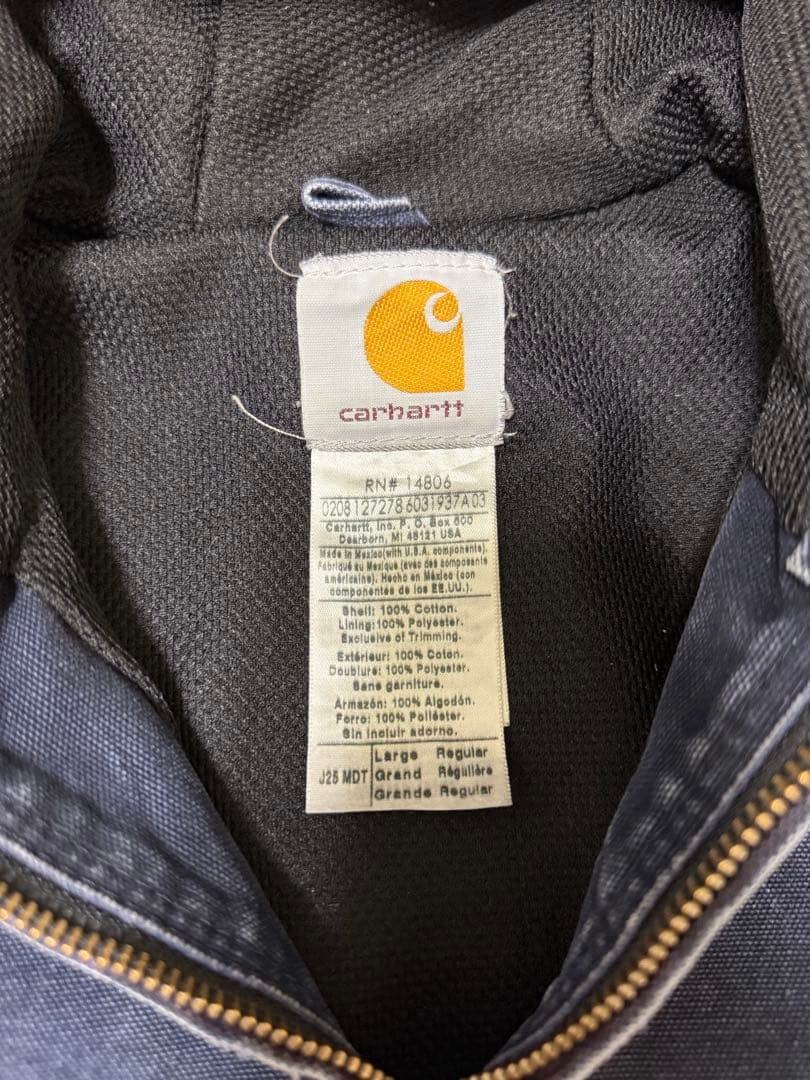 carhartt
RN# 14806
0208127278 6031937A 03
Carhartt, Inc. P. O. Box 600
Dearborn, MI 48121 USA
Made in Mexico(with U.S.A. components).
Fabriqué au Mexique (avec des composants
américains). Hecho en México (con
componentes de los EE.UU.).
Shell: 100% Cotton.
Lining:100% Polyester.
Exclusive of Trimming.
Extérieur: 100% Coton.
Doublure: 100% Polyester.
Sans garniture.
Armazón: 100% Algodón.
Forro: 100% Poliéster.
Sin incluir adorno.
J25 MDT
Large Regular
Grand Régulière
Grande Regular